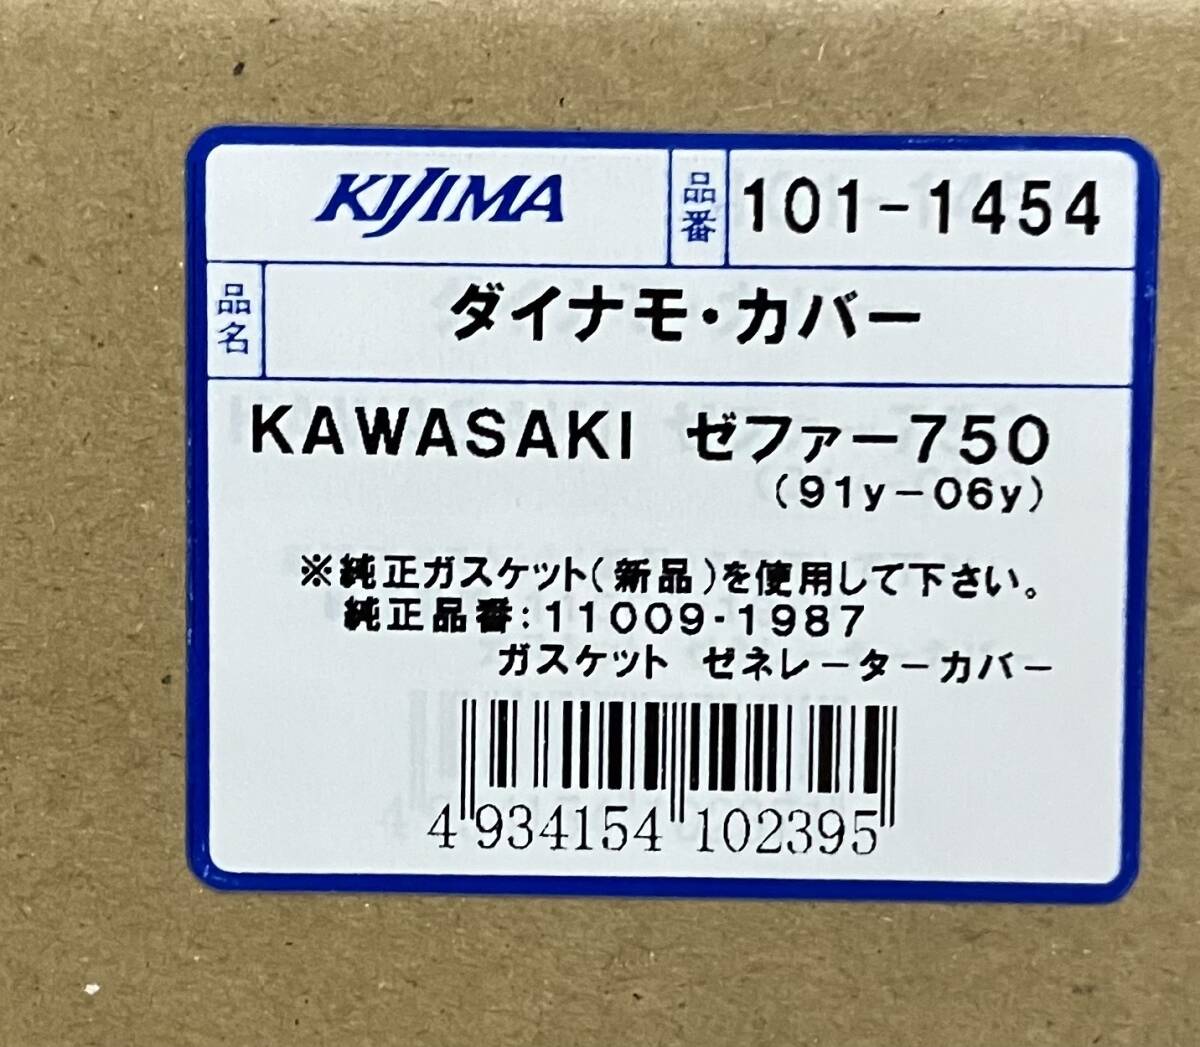 KIJIMA 品番 101-1454
品名 ダイナモ・カバー
KAWASAKI ゼファー750
(91y-06y)
※純正ガスケット(新品)を使用して下さい。
純正品番:11009-1987
ガスケット ゼネレーターカバー
4 934154 102395